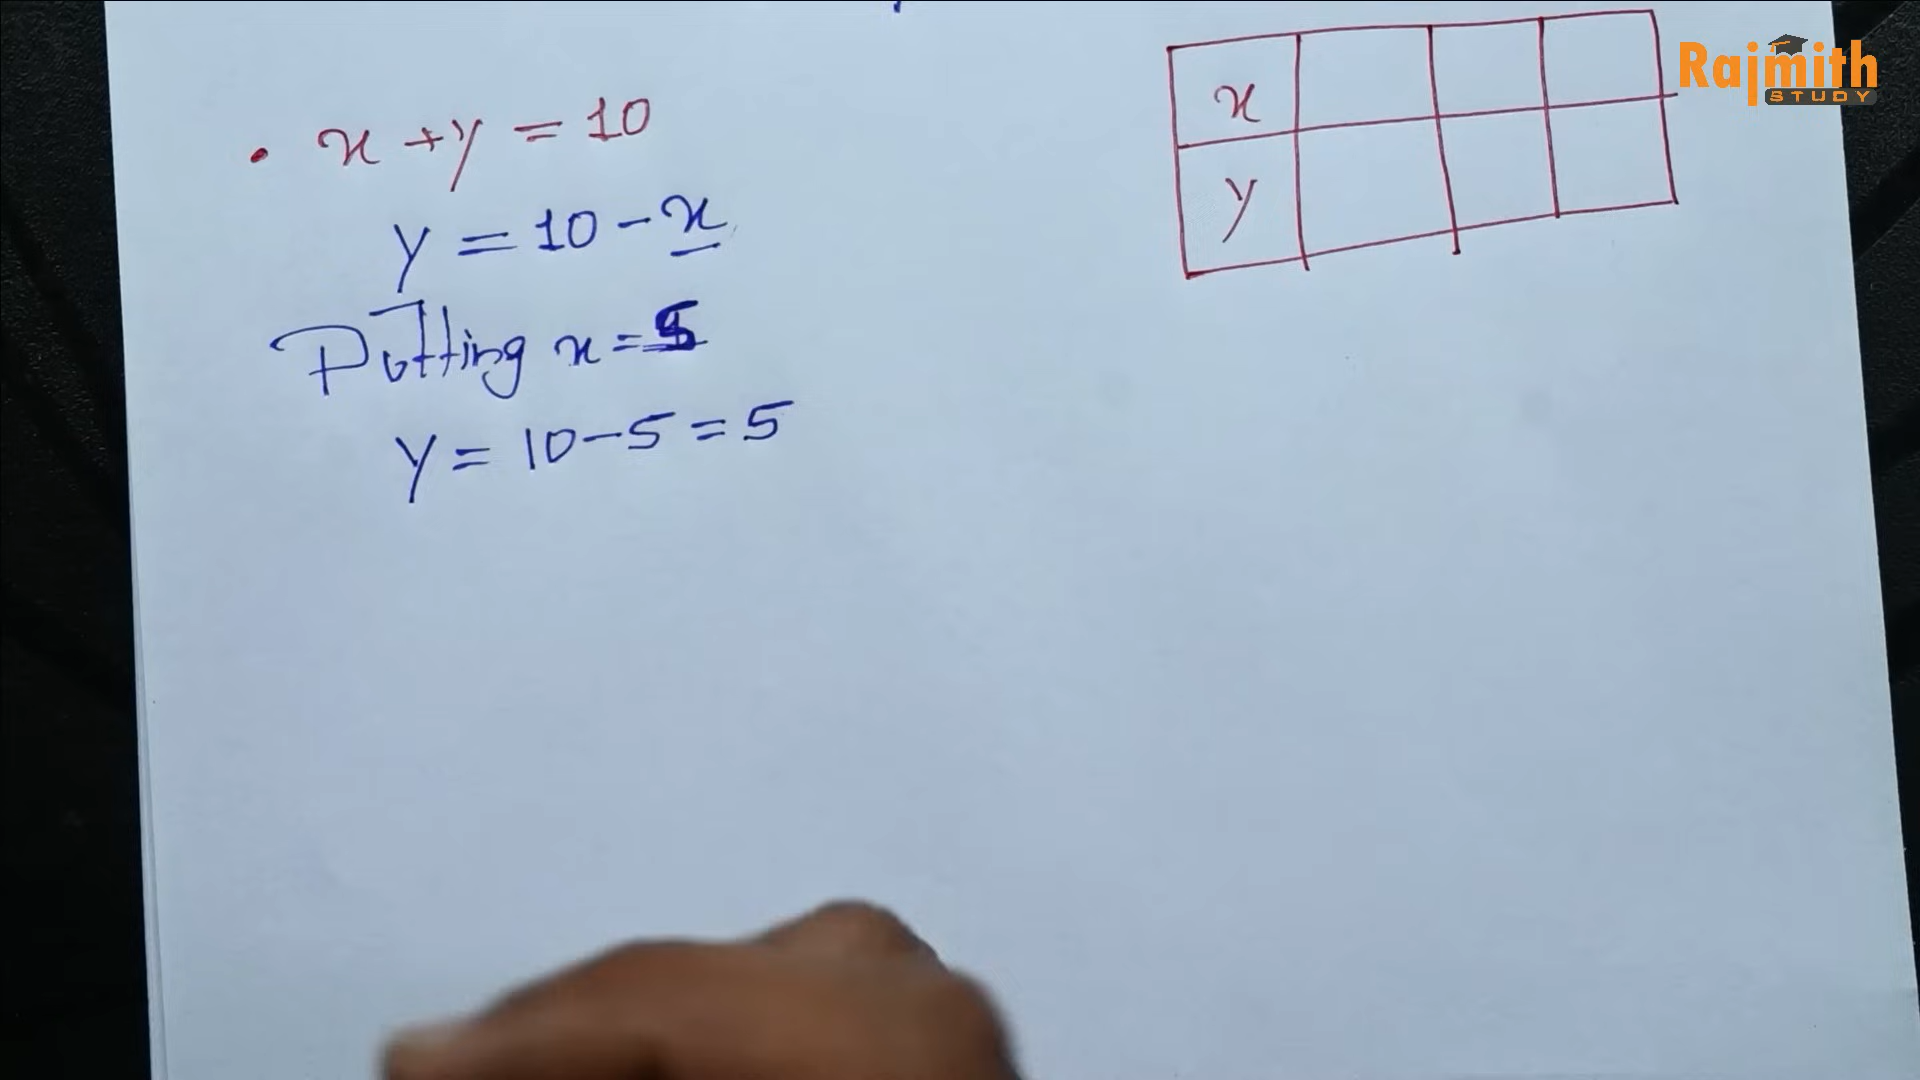 x + y = 10
y = 10 - x
Putting x = 5
y = 10 - 5 = 5
x
y
Rajmith
STUDY